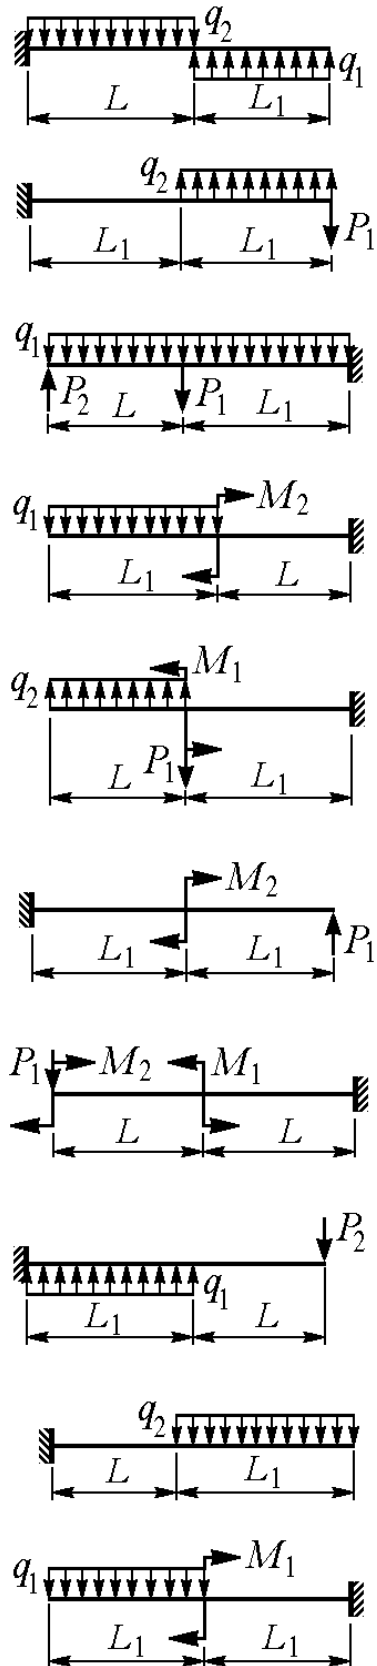 q₂
q₁
L L₁
q₂
P₁
L₁ L₁
q₁
P₂ L P₁ L₁
q₁ M₂
L₁ L
q₂ M₁
P₁
L L₁
M₂
P₁
L₁ L₁
P₁ M₂ M₁
L L
P₂
q₁
L₁ L
q₂
L L₁
q₁ M₁
L₁ L₁